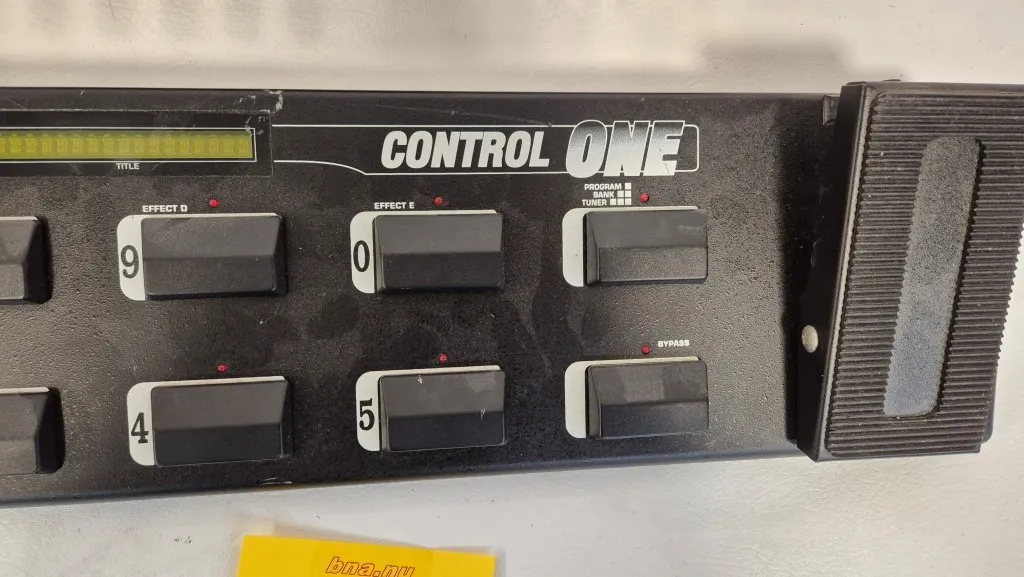 CONTROL ONE
TITLE
PROGRAM
BANK
TUNER
EFFECT D
EFFECT E
9
0
BYPASS
4
5
bna.nu